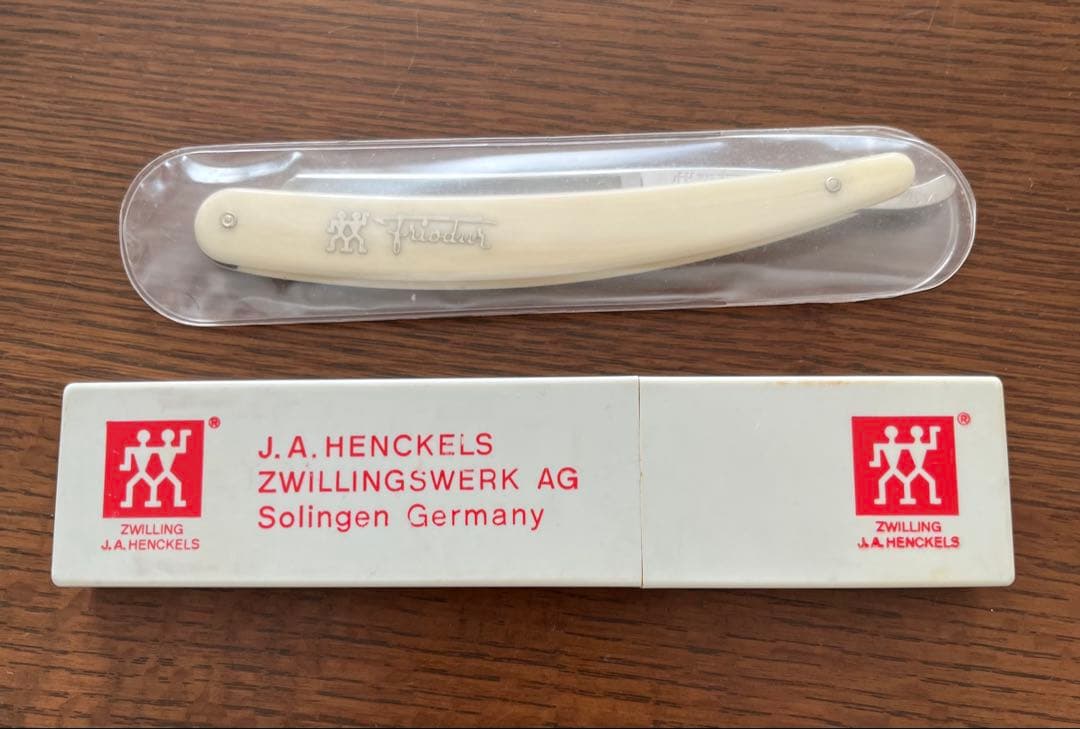 friodur
®
J.A. HENCKELS
ZWILLINGSWERK AG
Solingen Germany
ZWILLING
J.A. HENCKELS
®
ZWILLING
J.A. HENCKELS